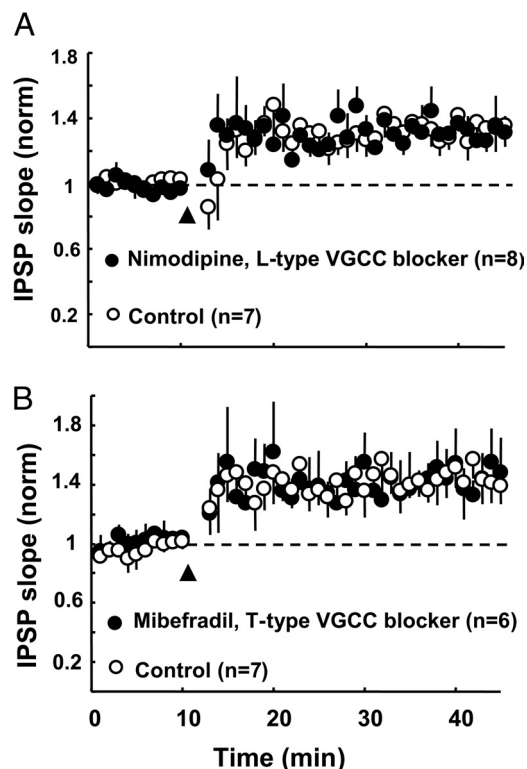 A
IPSP slope (norm)
1.8
1.4
1
0.6
0.2
Nimodipine, L-type VGCC blocker (n=8)
Control (n=7)
B
IPSP slope (norm)
1.8
1.4
1
0.6
0.2
Mibefradil, T-type VGCC blocker (n=6)
Control (n=7)
0 10 20 30 40
Time (min)